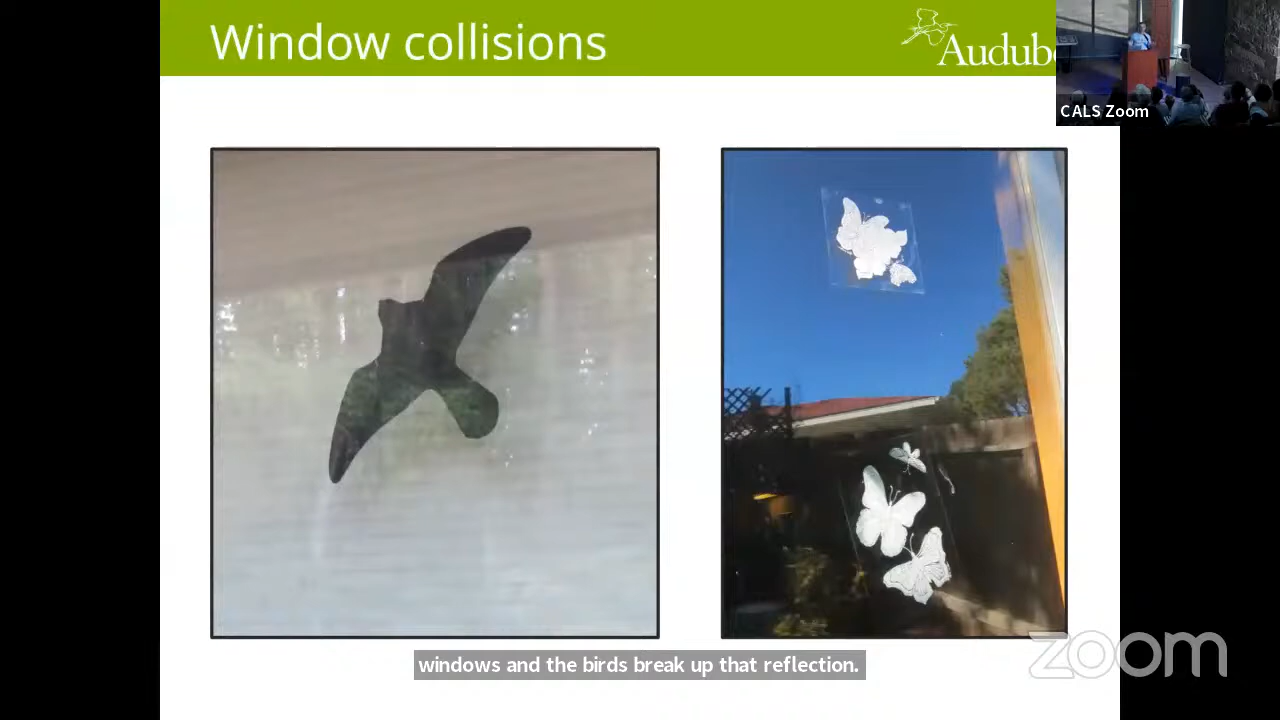 Window collisions
Audub
CALS Zoom
windows and the birds break up that reflection.
zoom